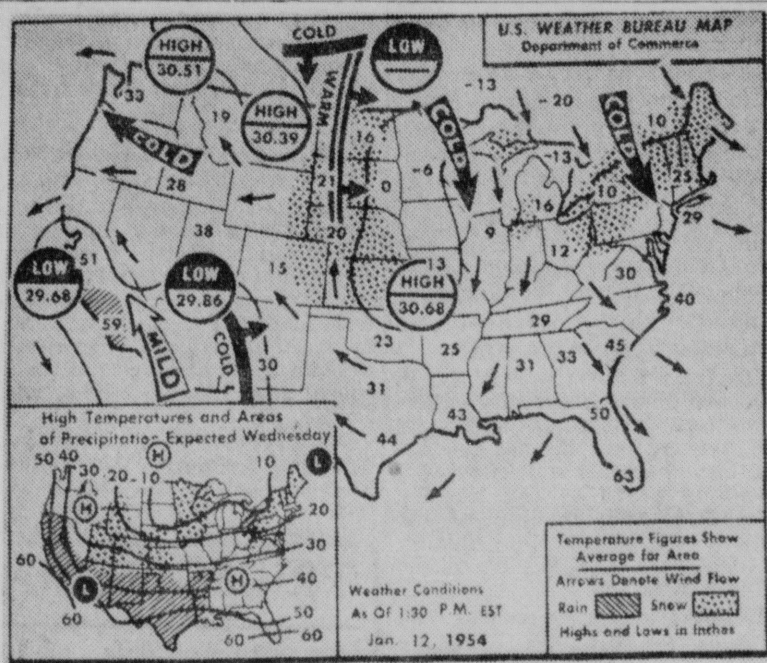 U.S. WEATHER BUREAU MAP
Department of Commerce
COLD
LOW
HIGH
30.51
33
HIGH
30.39
19
WARM
COLD
COLD
COLD
-13
-20
10
16
-6
-13
25
28
21
0
16
10
29
38
20
9
12
30
51
LOW
29.68
LOW
29.86
15
13
HIGH
30.68
40
59
MILD
COLD
30
23
25
29
33
45
31
31
43
50
44
63
High Temperatures and Areas
of Precipitation Expected Wednesday
50 40 30 20 -10
H
10
L
H
20
30
60
L
H
40
50
60
60 60
Weather Conditions
As Of 1:30 P.M. EST
Jan. 12, 1954
Temperature Figures Show
Average for Area
Arrows Denote Wind Flow
Rain Snow
Highs and Lows in Inches